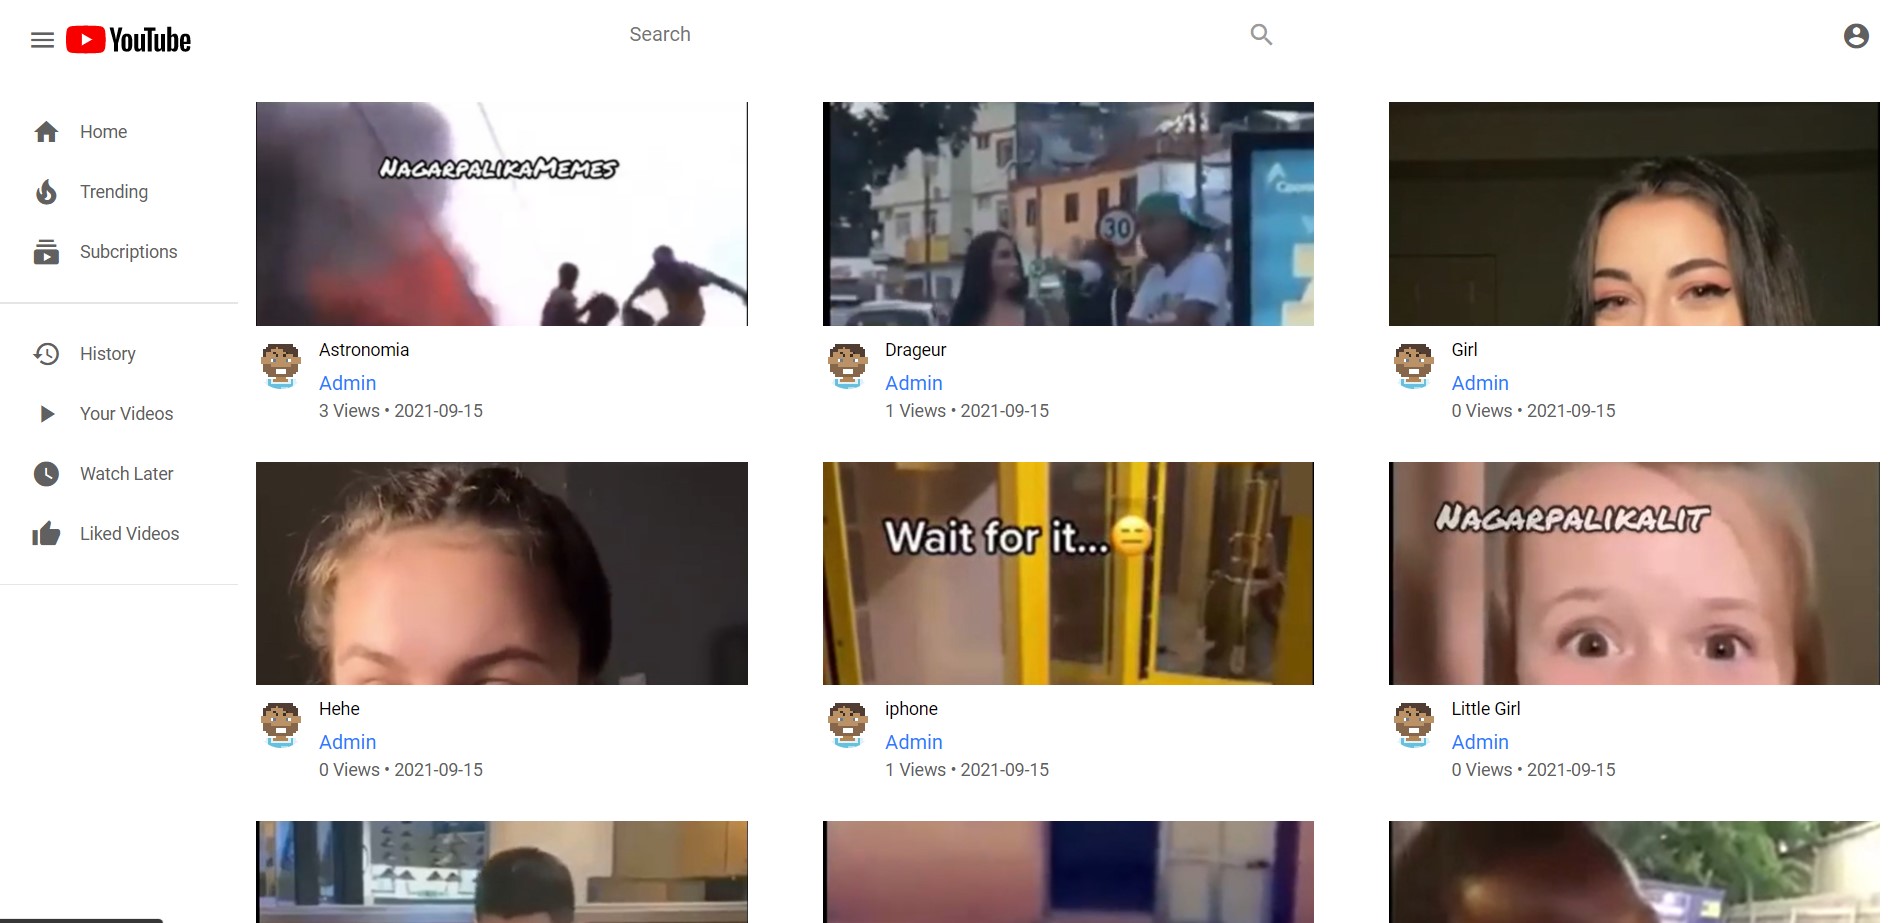 YouTube
Search
Home
Trending
Subcriptions
History
Your Videos
Watch Later
Liked Videos
NAGARPALIKAMEMES
Astronomia
Admin
3 Views • 2021-09-15
30
Drageur
Admin
1 Views • 2021-09-15
Girl
Admin
0 Views • 2021-09-15
Hehe
Admin
0 Views • 2021-09-15
Wait for it...😑
iphone
Admin
1 Views • 2021-09-15
NAGARPALIKALIT
Little Girl
Admin
0 Views • 2021-09-15